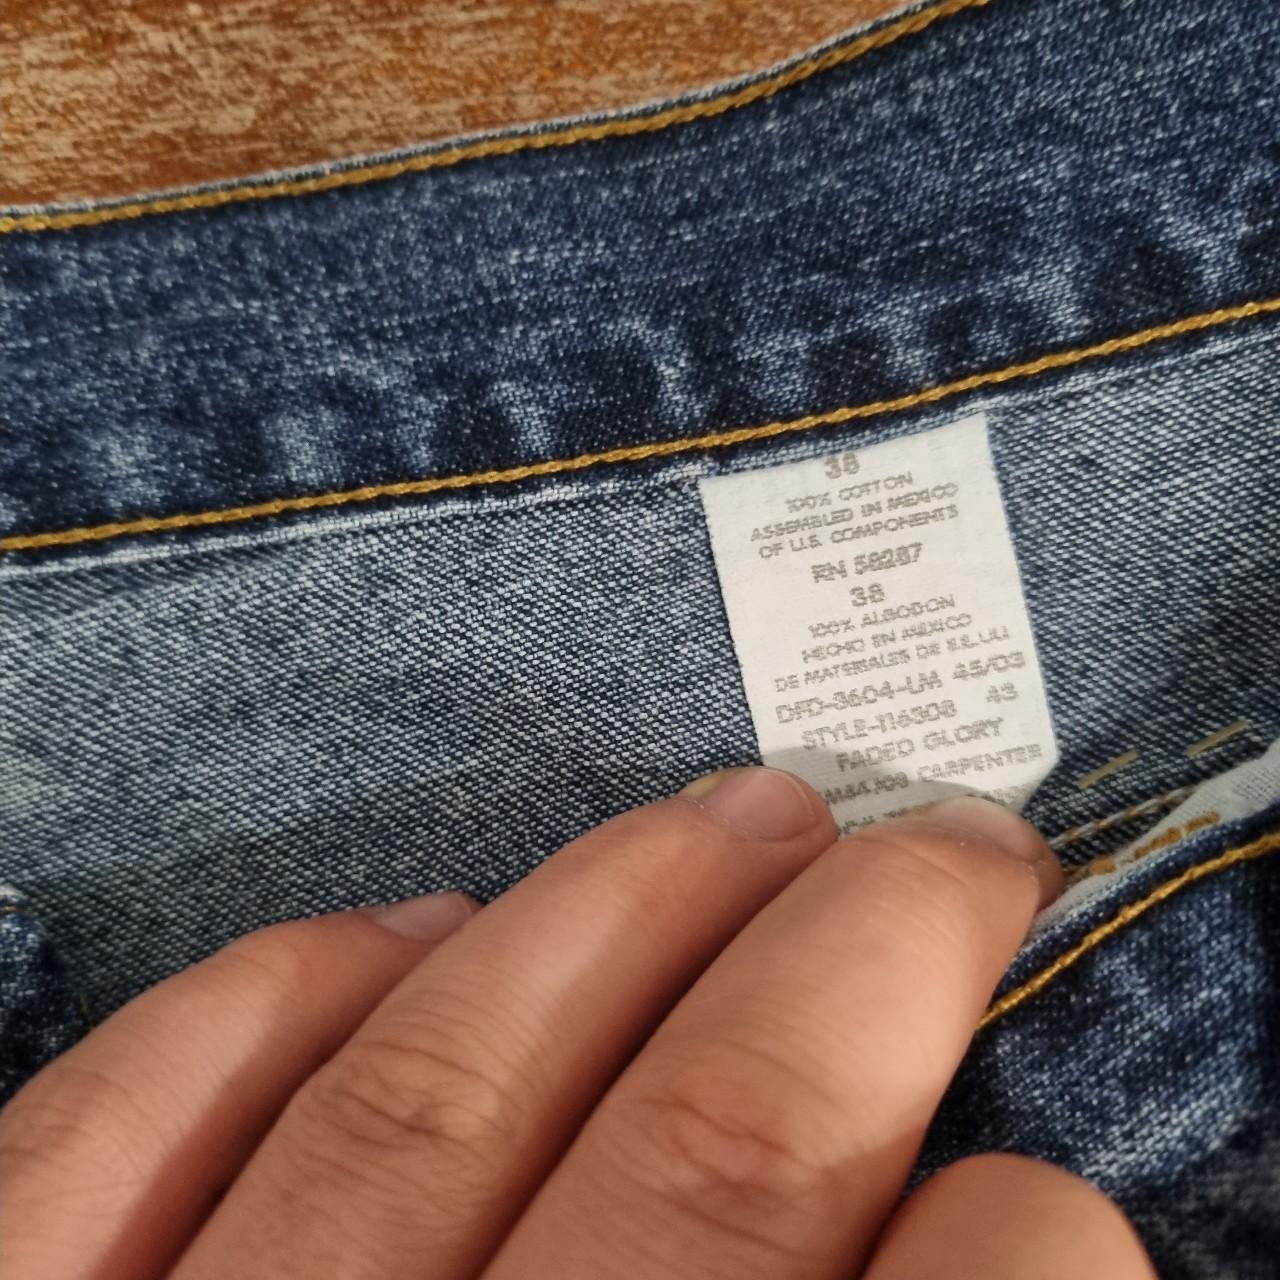 38
100% COTTON
ASSEMBLED IN MEXICO
OF U.S. COMPONENTS
RN 58287
38
100% ALGODON
HECHO EN MEXICO
DE MATERIALES DE E.E.U.U.
DFD-3604-LM 45/03
STYLE-116308 43
FADED GLORY
CARPENTER